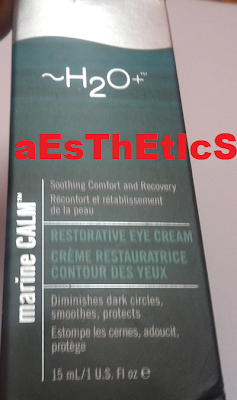 ~H2O+™
aEsThEtIcS
marine CALM™
Soothing Comfort and Recovery
Réconfort et rétablissement
de la peau
RESTORATIVE EYE CREAM
CRÈME RESTAURATRICE
CONTOUR DES YEUX
Diminishes dark circles,
smoothes, protects
Estompe les cernes, adoucit,
protège
15 mL/1 U.S. Fl oz e